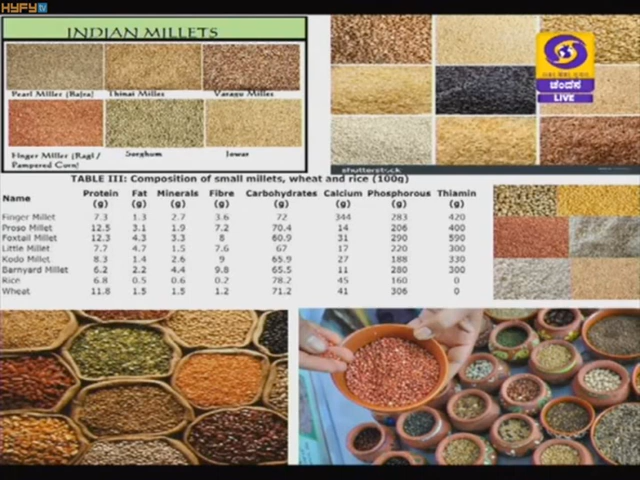 HYFY TV
INDIAN MILLETS
Pearl Millet (Bajra) Thinai Millet Varagu Millet
Finger Millet (Ragi / Pampered Corn) Sorghum Jowar
ಚಂದನ
LIVE
shutterstock
TABLE III: Composition of small millets, wheat and rice (100g)
Name Protein (g) Fat (g) Minerals (g) Fibre (g) Carbohydrates (g) Calcium (g) Phosphorous (g) Thiamin (g)
Finger Millet 7.3 1.3 2.7 3.6 72 344 283 420
Proso Millet 12.5 3.1 1.9 7.2 70.4 14 206 400
Foxtail Millet 12.3 4.3 3.3 8 60.9 31 290 590
Little Millet 7.7 4.7 1.5 7.6 67 17 220 300
Kodo Millet 8.3 1.4 2.6 9 65.9 27 188 330
Barnyard Millet 6.2 2.2 4.4 9.8 65.5 11 280 300
Rice 6.8 0.5 0.6 0.2 78.2 45 160 0
Wheat 11.8 1.5 1.5 1.2 71.2 41 306 0